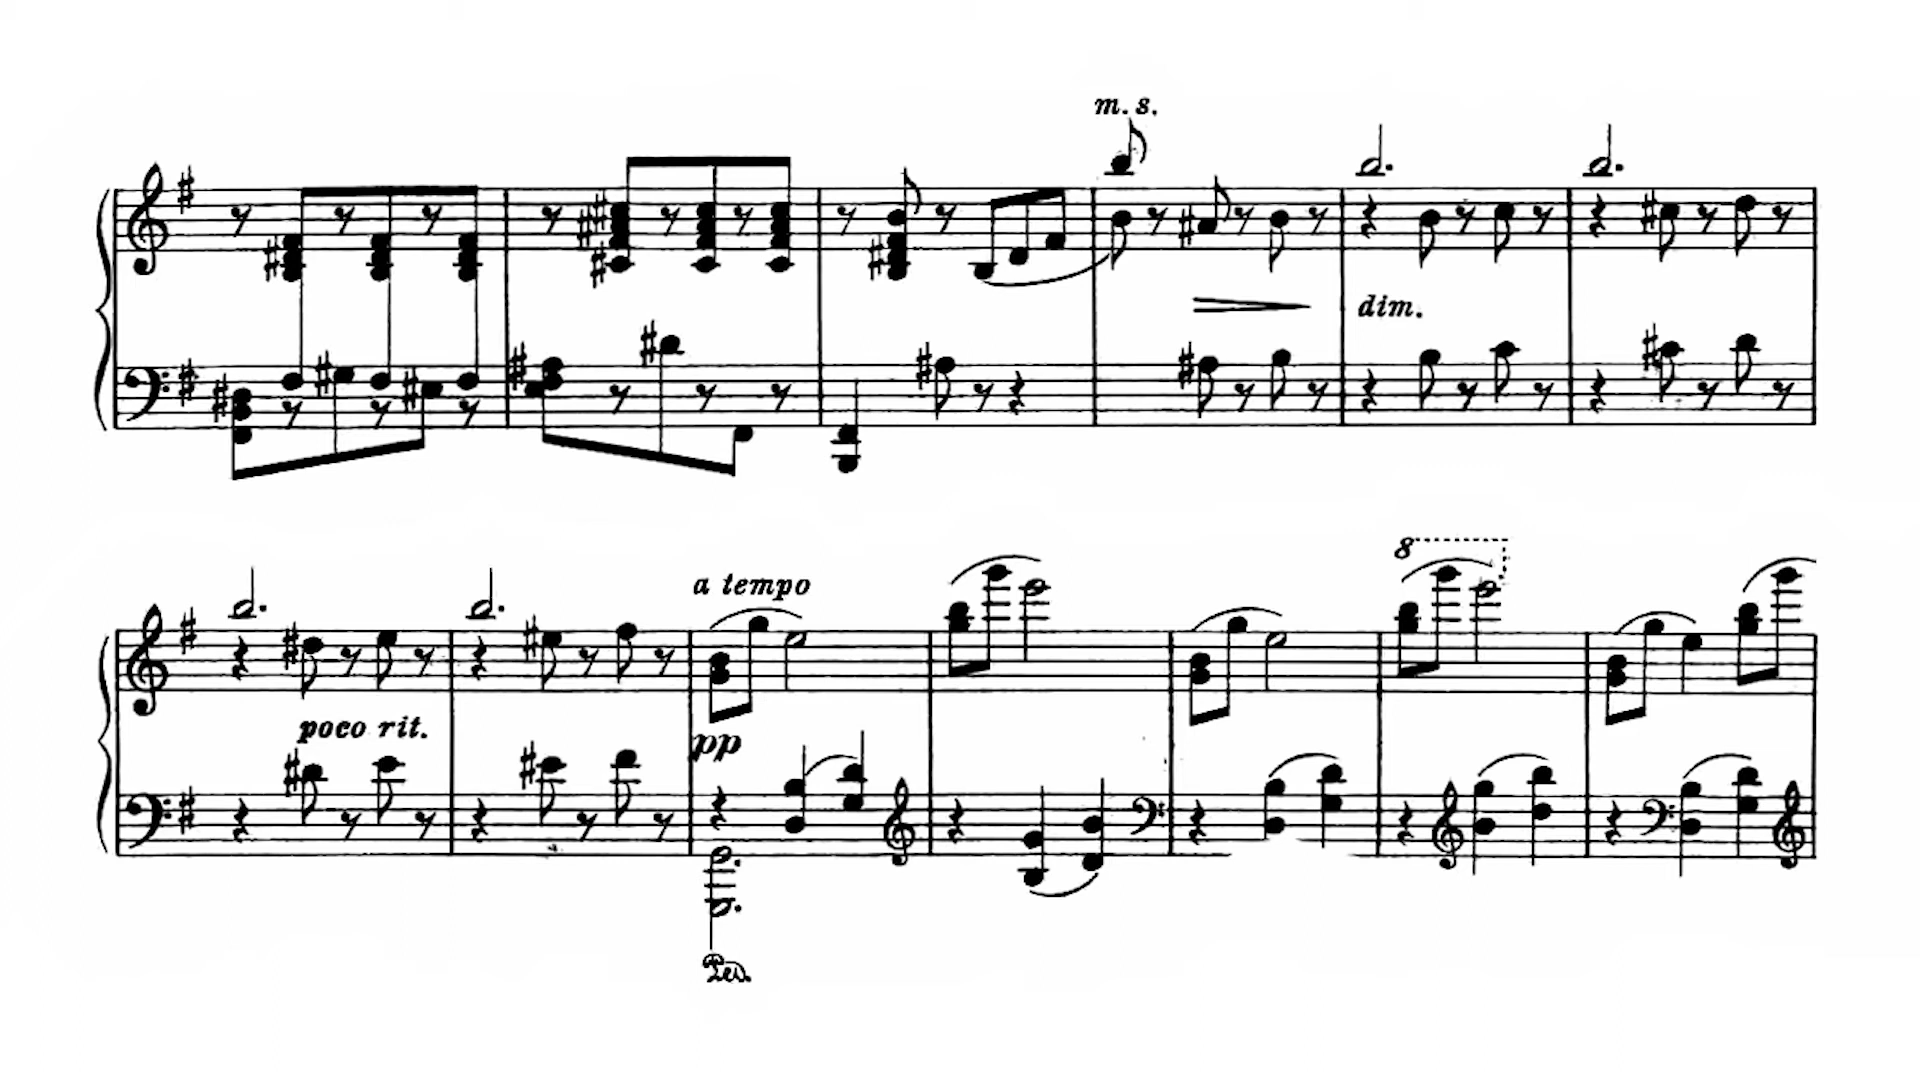 m. s.
dim.
8
a tempo
poco rit.
pp
Ped.